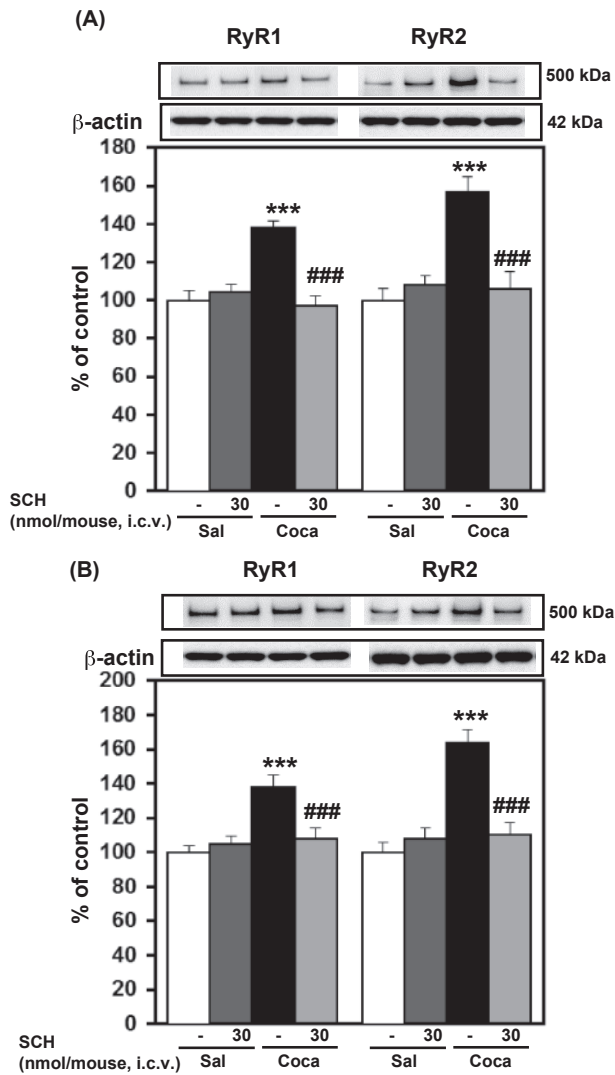 (A)
RyR1 RyR2
500 kDa
β-actin 42 kDa
180
160
140
120
100
80
60
40
20
0
% of control
*** ### *** ###
SCH - 30 - 30 - 30 - 30
(nmol/mouse, i.c.v.) Sal Coca Sal Coca
(B)
RyR1 RyR2
500 kDa
β-actin 42 kDa
200
180
160
140
120
100
80
60
40
20
0
% of control
*** ### *** ###
SCH - 30 - 30 - 30 - 30
(nmol/mouse, i.c.v.) Sal Coca Sal Coca